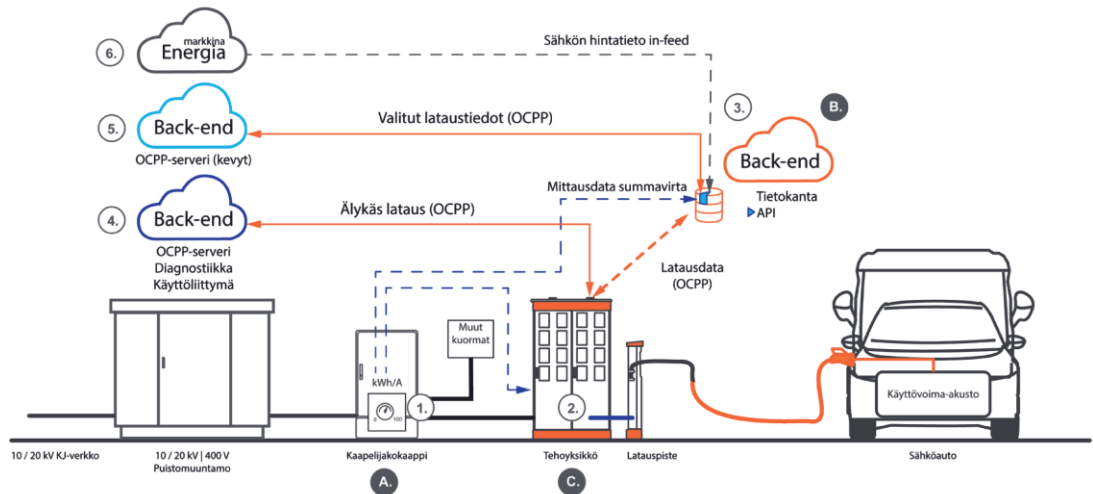 markkina
Energia
6.
Sähkön hintatieto in-feed
3.
B.
Back-end
5.
OCPP-serveri (kevyt)
Valitut lataustiedot (OCPP)
Back-end
Mittausdata summavirta
Tietokanta
API
Back-end
4.
Älykäs lataus (OCPP)
OCPP-serveri
Diagnostiikka
Käyttöliittymä
Latausdata
(OCPP)
Muut
kuormat
kWh/A
0 100
1.
2.
Käyttövoima-akusto
10 / 20 kV KJ-verkko
10 / 20 kV | 400 V
Puistomuuntamo
Kaapelijakokaappi
Tehoyksikkö
Latauspiste
Sähköauto
A.
C.